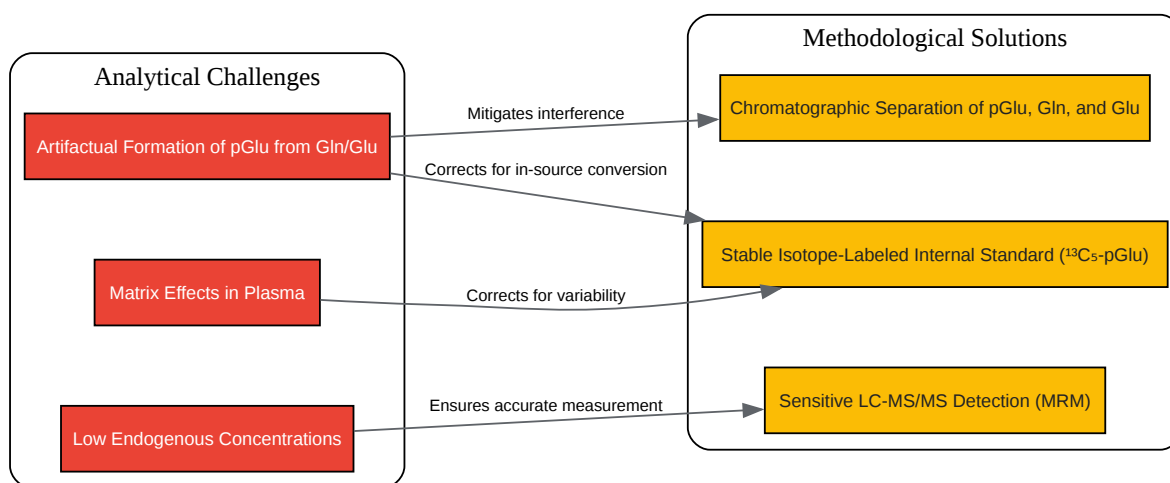 Analytical Challenges
Artifactual Formation of pGlu from Gln/Glu
Matrix Effects in Plasma
Low Endogenous Concentrations
Mitigates interference
Corrects for in-source conversion
Corrects for variability
Ensures accurate measurement
Methodological Solutions
Chromatographic Separation of pGlu, Gln, and Glu
Stable Isotope-Labeled Internal Standard (¹³C₅-pGlu)
Sensitive LC-MS/MS Detection (MRM)